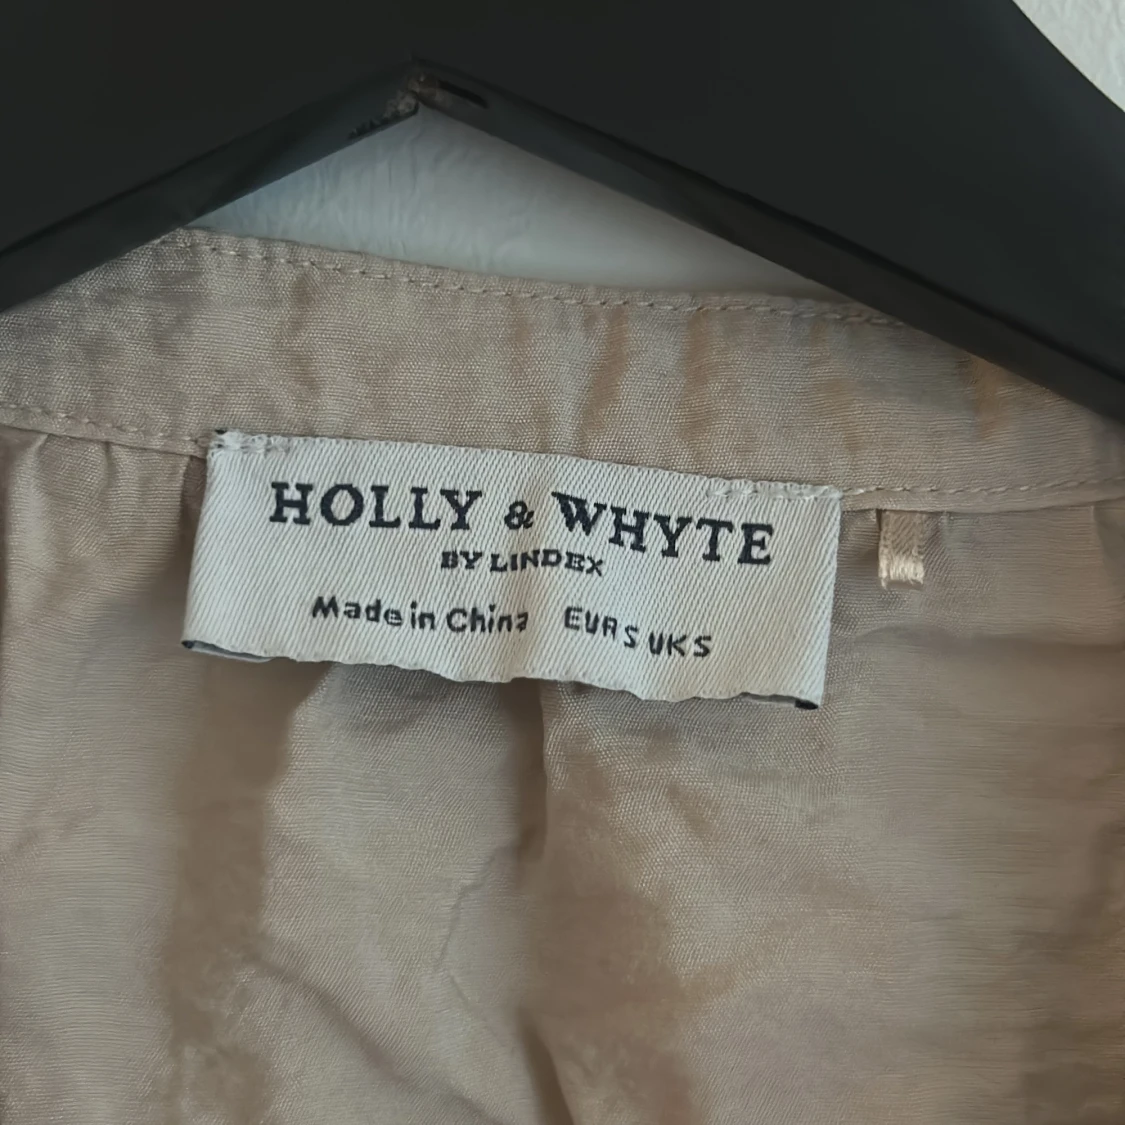 HOLLY & WHYTE
BY LINDEX
Made in China EUR S UK S